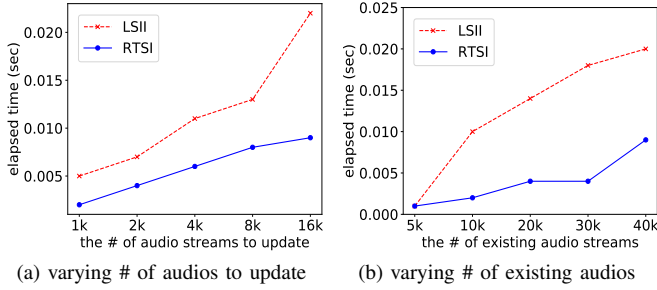 LSII
RTSI
0.020
0.015
0.010
0.005
elapsed time (sec)
1k 2k 4k 8k 16k
the # of audio streams to update
(a) varying # of audios to update
LSII
RTSI
0.025
0.020
0.015
0.010
0.005
0.000
elapsed time (sec)
5k 10k 20k 30k 40k
the # of existing audio streams
(b) varying # of existing audios